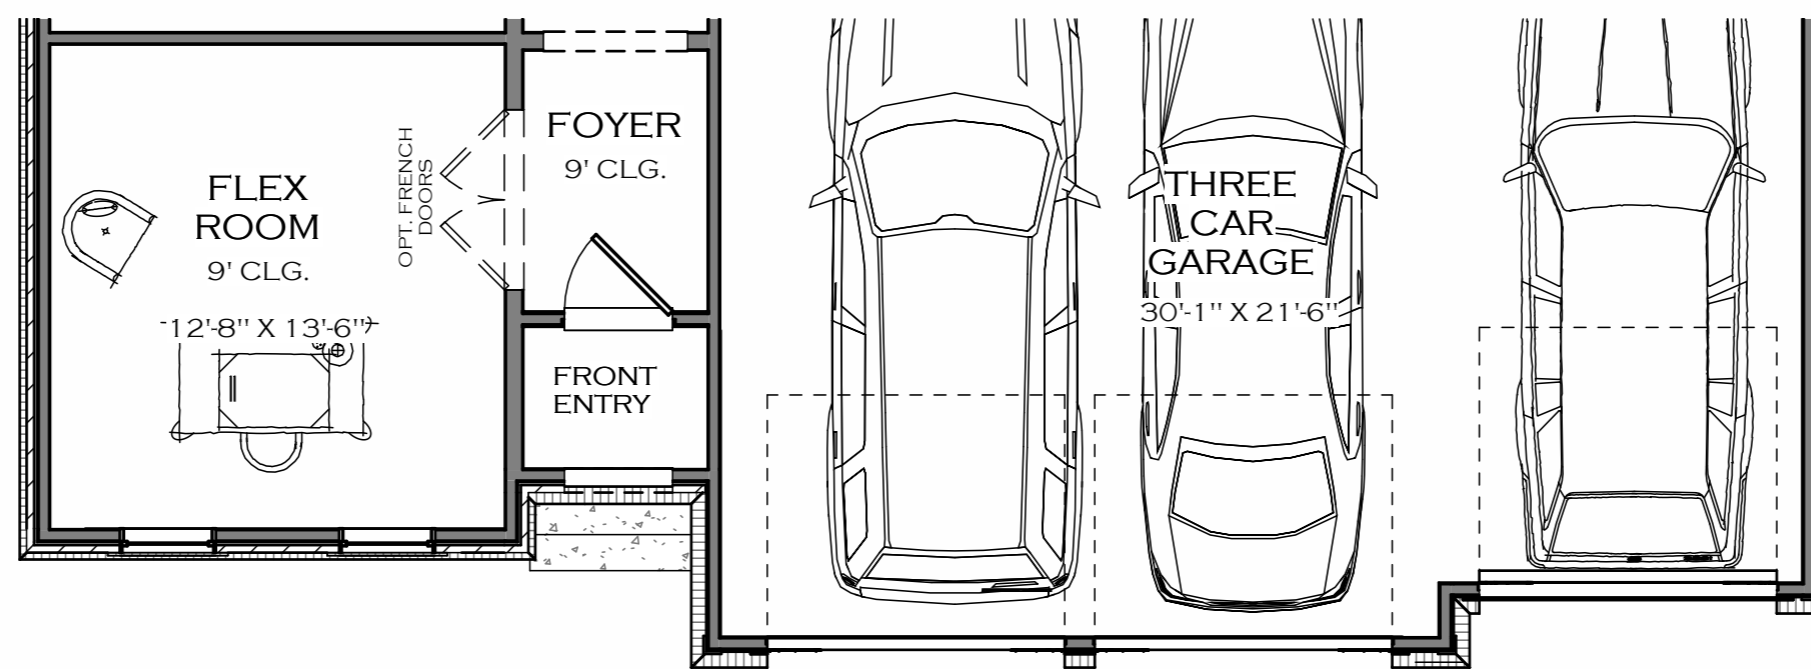 FLEX
ROOM
9' CLG.
12'-8" X 13'-6"
OPT. FRENCH
DOORS
FOYER
9' CLG.
FRONT
ENTRY
THREE
CAR
GARAGE
30'-1" X 21'-6"